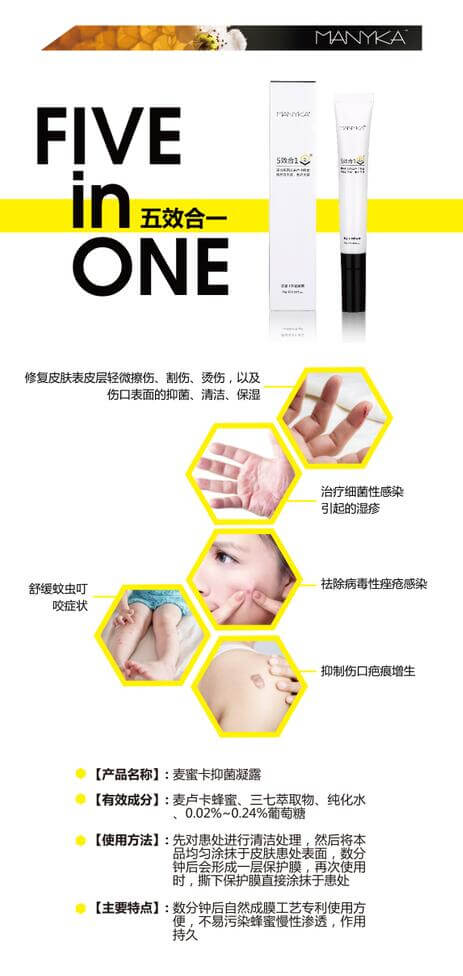 MANYKA
FIVE
in 五效合一
ONE
MANYKA
5效合1
MANYKA
5效合1
修复皮肤表皮层轻微擦伤、割伤、烫伤，以及
伤口表面的抑菌、清洁、保湿
治疗细菌性感染
引起的湿疹
祛除病毒性痤疮感染
舒缓蚊虫叮
咬症状
抑制伤口疤痕增生
【产品名称】：麦蜜卡抑菌凝露
【有效成分】：麦卢卡蜂蜜、三七萃取物、纯化水
、0.02%~0.24%葡萄糖
【使用方法】：先对患处进行清洁处理，然后将本
品均匀涂抹于皮肤患处表面，数分
钟后会形成一层保护膜，再次使用
时，撕下保护膜直接涂抹于患处
【主要特点】：数分钟后自然成膜工艺专利使用方
便，不易污染蜂蜜慢性渗透，作用
持久